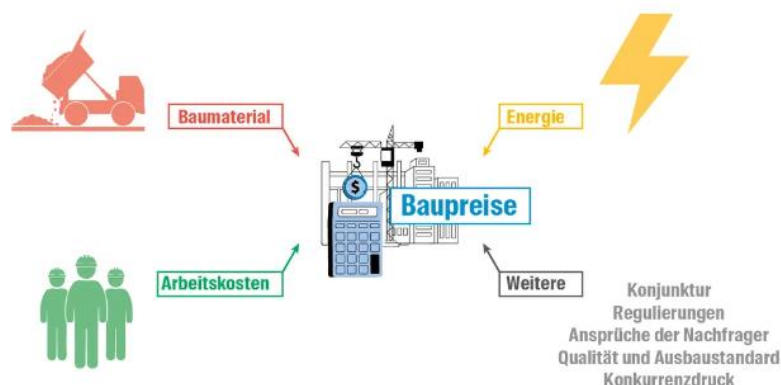 Baumaterial
Energie
$
Baupreise
Arbeitskosten
Weitere
Konjunktur
Regulierungen
Ansprüche der Nachfrager
Qualität und Ausbaustandard
Konkurrenzdruck